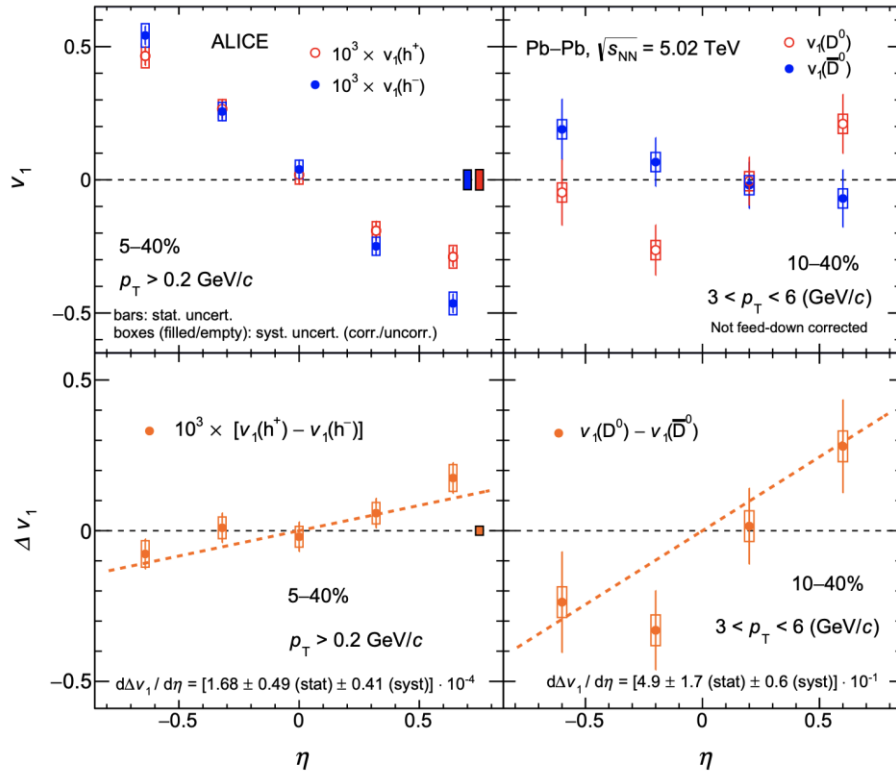 ALICE
10³ × v₁(h⁺)
10³ × v₁(h⁻)
Pb–Pb, √s_NN = 5.02 TeV
v₁(D⁰)
v₁(D̅⁰)
v₁
0.5
0
−0.5
5–40%
p_T > 0.2 GeV/c
bars: stat. uncert.
boxes (filled/empty): syst. uncert. (corr./uncorr.)
10–40%
3 < p_T < 6 (GeV/c)
Not feed-down corrected
Δv₁
0.5
0
−0.5
10³ × [v₁(h⁺) − v₁(h⁻)]
5–40%
p_T > 0.2 GeV/c
dΔv₁/dη = [1.68 ± 0.49 (stat) ± 0.41 (syst)] · 10⁻⁴
v₁(D⁰) − v₁(D̅⁰)
10–40%
3 < p_T < 6 (GeV/c)
dΔv₁/dη = [4.9 ± 1.7 (stat) ± 0.6 (syst)] · 10⁻¹
−0.5 0 0.5
−0.5 0 0.5
η
η